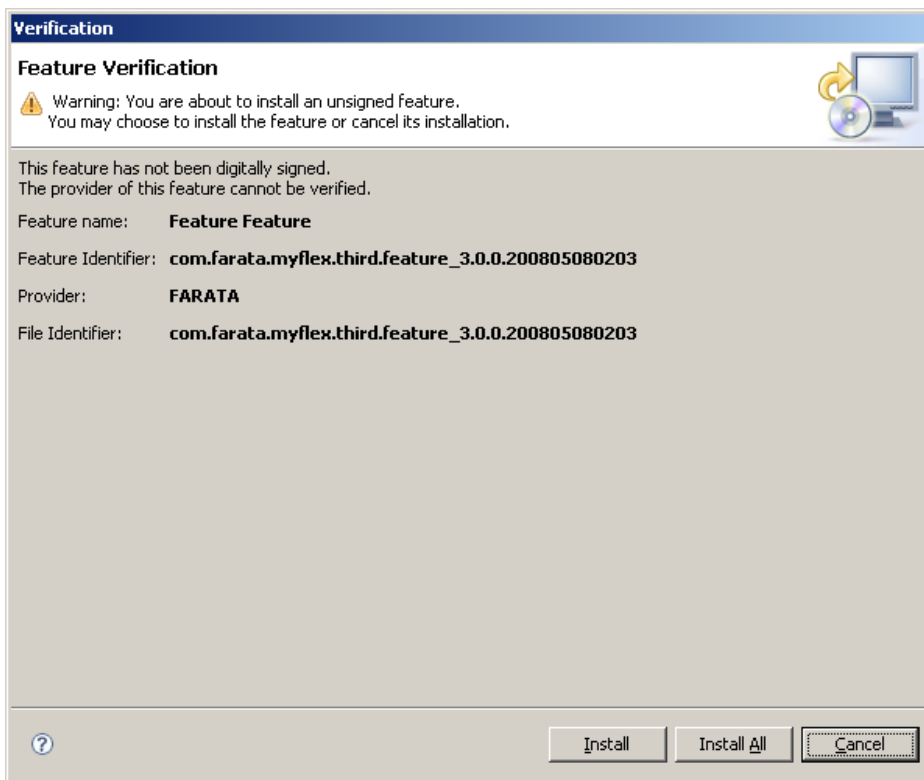 Verification
Feature Verification
Warning: You are about to install an unsigned feature.
You may choose to install the feature or cancel its installation.
This feature has not been digitally signed.
The provider of this feature cannot be verified.
Feature name: Feature Feature
Feature Identifier: com.farata.myflex.third.feature_3.0.0.200805080203
Provider: FARATA
File Identifier: com.farata.myflex.third.feature_3.0.0.200805080203
? Install Install All Cancel